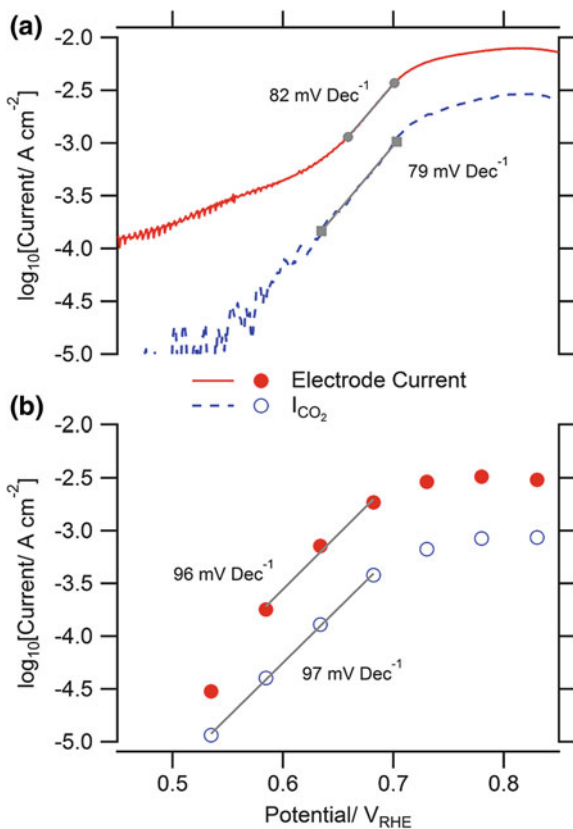 (a)
-2.0
-2.5
-3.0
-3.5
-4.0
-4.5
-5.0
log₁₀[Current/ A cm⁻²]
82 mV Dec⁻¹
79 mV Dec⁻¹
Electrode Current
I_CO₂
(b)
-2.0
-2.5
-3.0
-3.5
-4.0
-4.5
-5.0
log₁₀[Current/ A cm⁻²]
96 mV Dec⁻¹
97 mV Dec⁻¹
0.5 0.6 0.7 0.8
Potential/ V_RHE